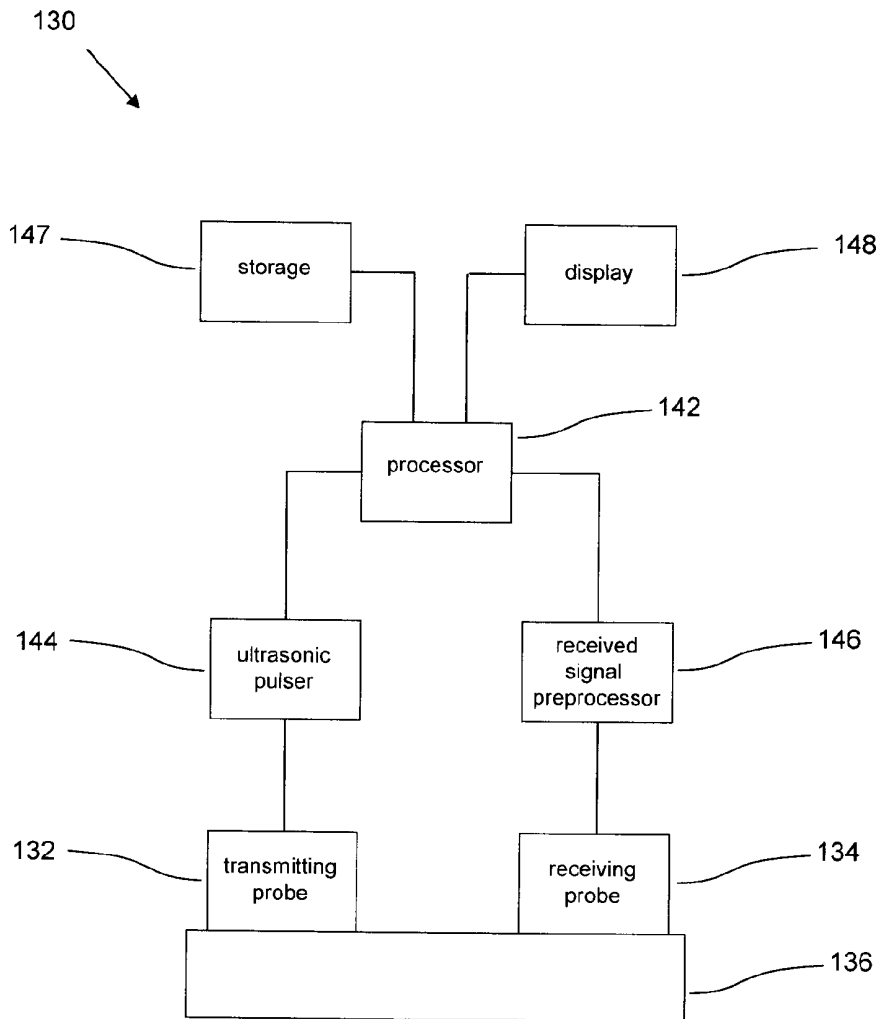 130
147
storage
display
148
142
processor
144
ultrasonic
pulser
received
signal
preprocessor
146
132
transmitting
probe
receiving
probe
134
136